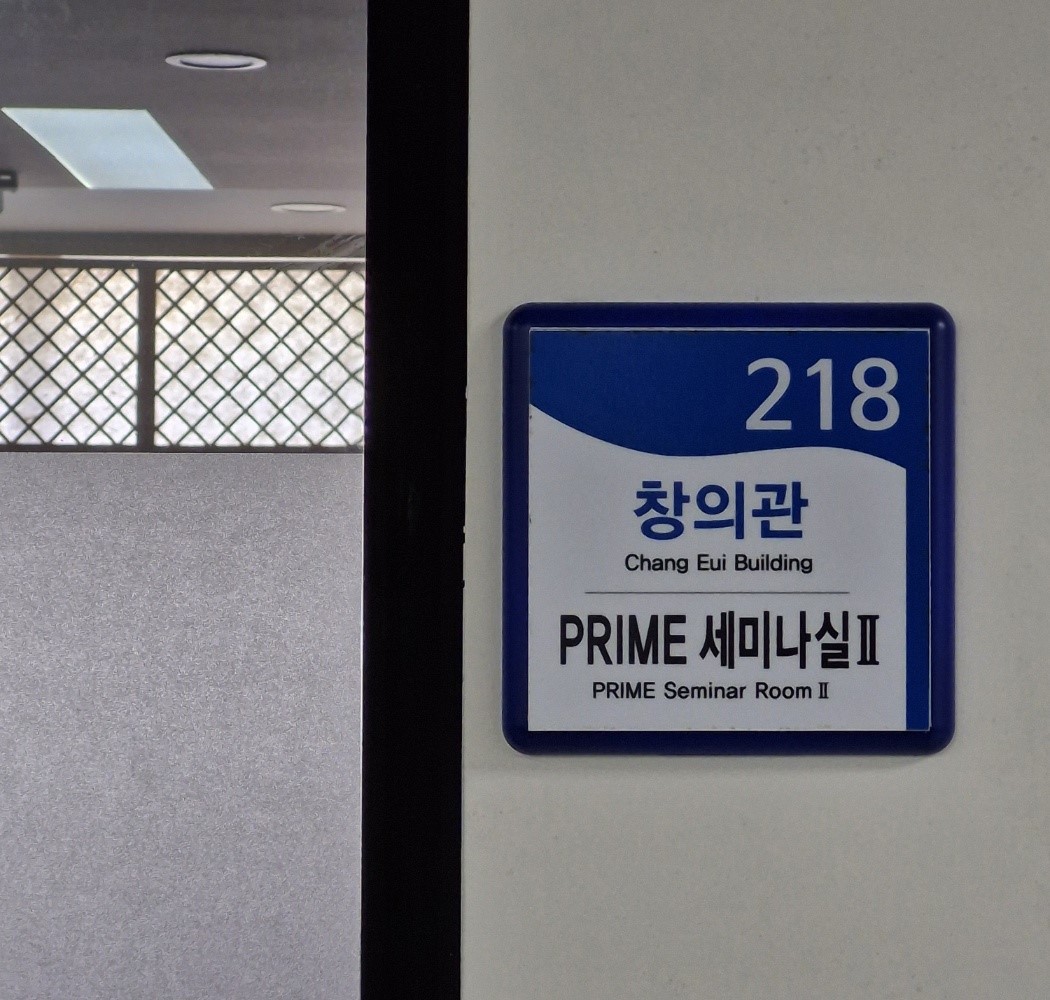 218
창의관
Chang Eui Building
PRIME 세미나실Ⅱ
PRIME Seminar Room Ⅱ